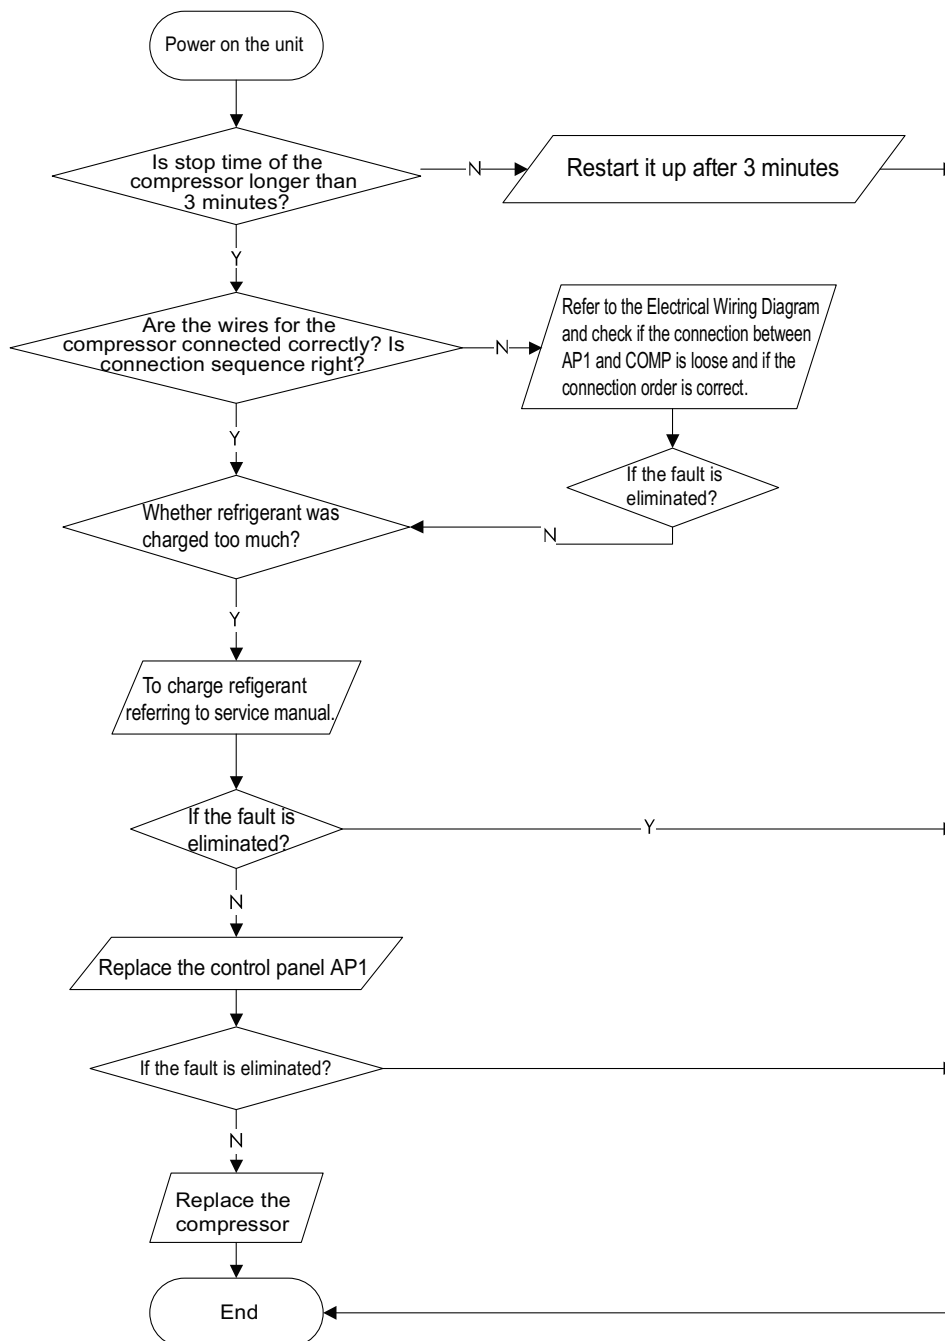 Power on the unit
Is stop time of the
compressor longer than
3 minutes?
N
Restart it up after 3 minutes
Y
Are the wires for the
compressor connected correctly? Is
connection sequence right?
N
Refer to the Electrical Wiring Diagram
and check if the connection between
AP1 and COMP is loose and if the
connection order is correct.
Y
If the fault is
eliminated?
Whether refrigerant was
charged too much?
N
Y
To charge refigerant
referring to service manual.
If the fault is
eliminated?
Y
N
Replace the control panel AP1
If the fault is eliminated?
N
Replace the
compressor
End